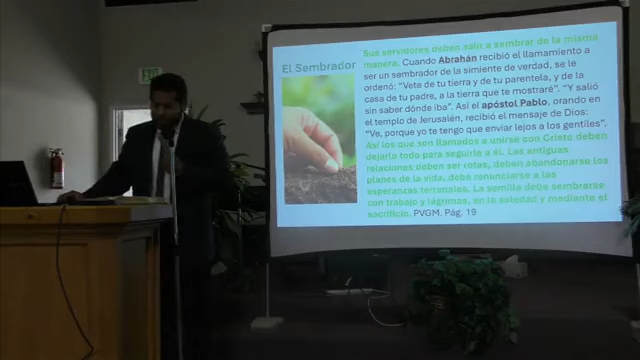 EXIT
El Sembrador
Sus servidores deben salir a sembrar de la misma
manera. Cuando Abrahán recibió el llamamiento a
ser un sembrador de la simiente de verdad, se le
ordenó: “Vete de tu tierra y de tu parentela, y de la
casa de tu padre, a la tierra que te mostraré”. “Y salió
sin saber dónde iba”. Así el apóstol Pablo, orando en
el templo de Jerusalén, recibió el mensaje de Dios:
“Ve, porque yo te tengo que enviar lejos a los gentiles”.
Así los que son llamados a unirse con Cristo deben
dejarlo todo para seguirle a él. Las antiguas
relaciones deben ser rotas, deben abandonarse los
planes de la vida, debe renunciarse a las
esperanzas terrenales. La semilla debe sembrarse
con trabajo y lágrimas, en la soledad y mediante el
sacrificio. PVGM. Pág. 19